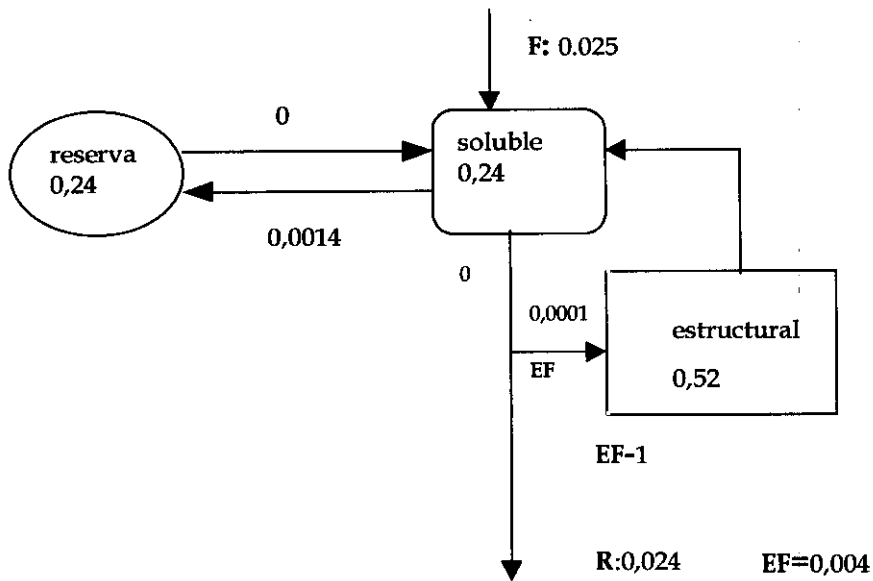 F: 0.025
0
reserva
0,24
soluble
0,24
0,0014
0
0,0001
EF
estructural
0,52
EF-1
R:0,024
EF=0,004